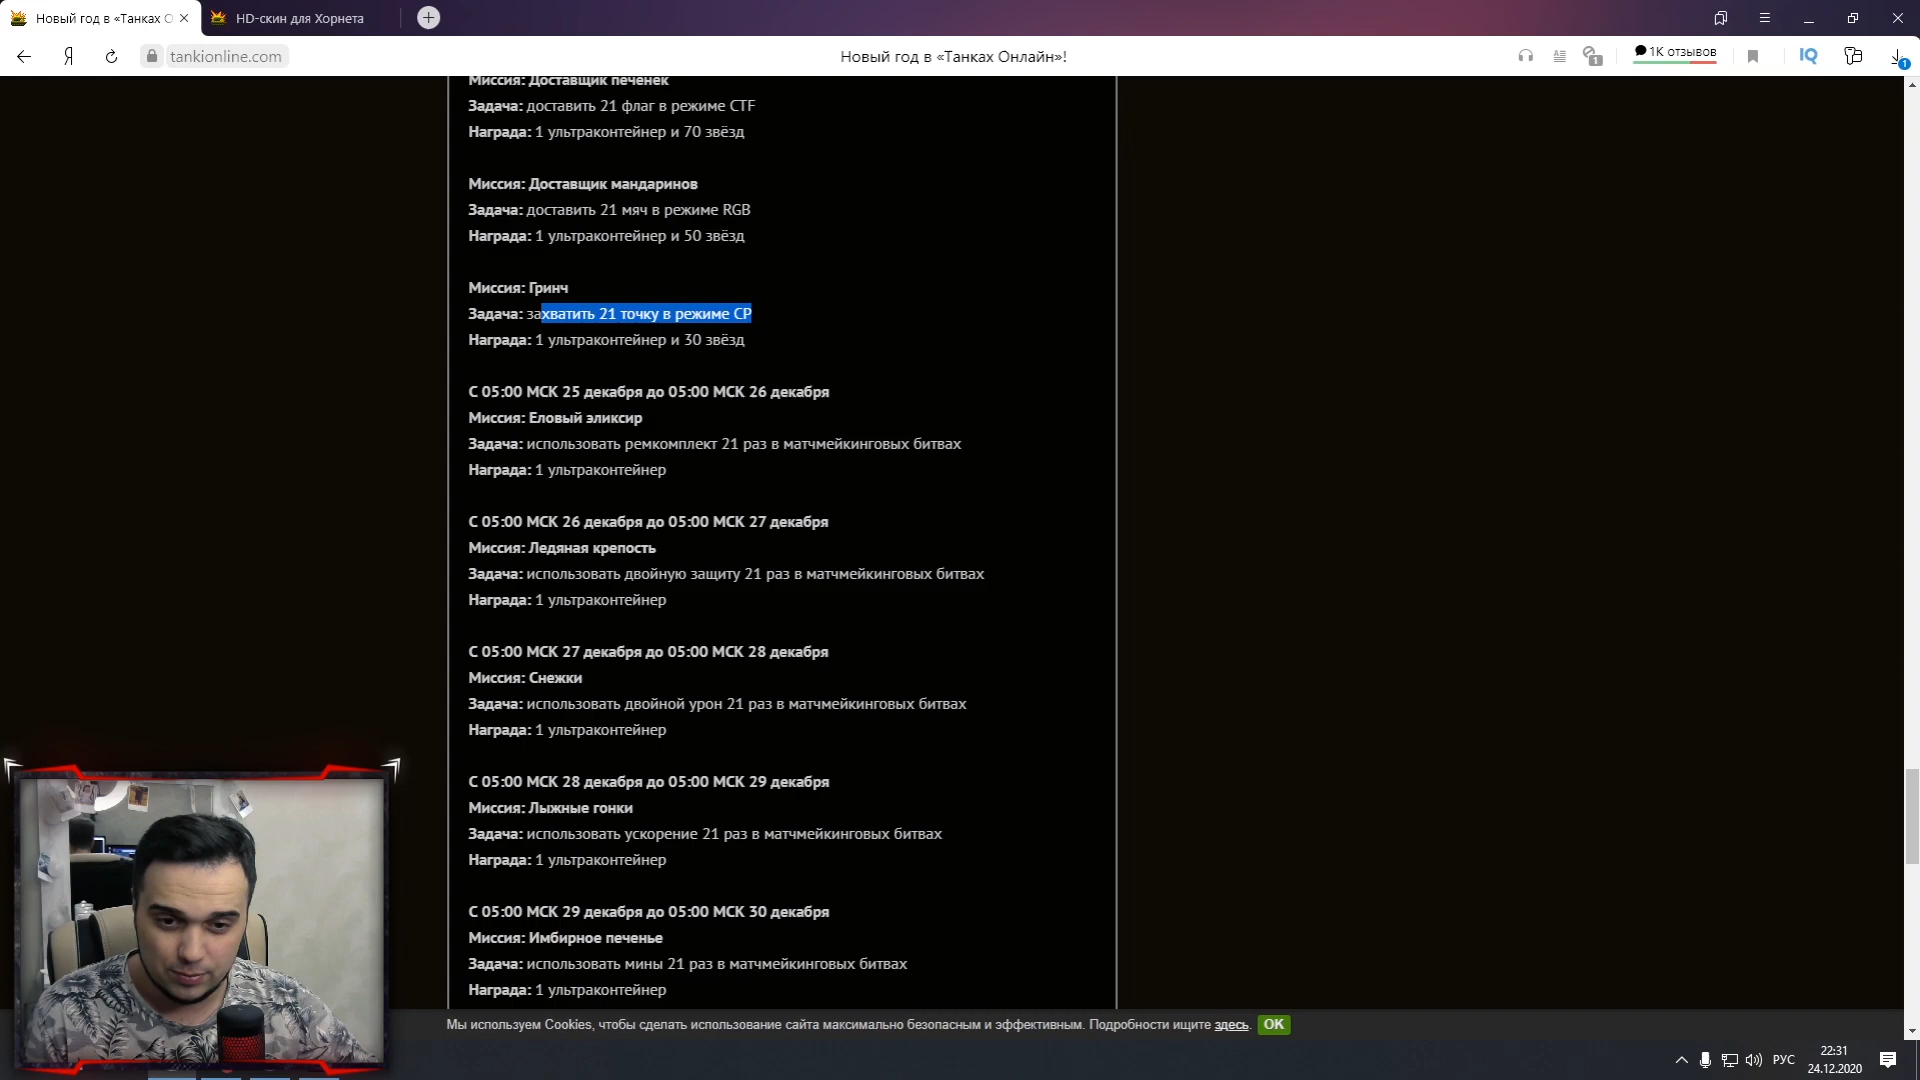 Новый год в «Танках О
HD-скин для Хорнета
tankionline.com
Новый год в «Танках Онлайн»!
1К отзывов
IQ
1
1
Миссия: Доставщик печенек
Задача: доставить 21 флаг в режиме CTF
Награда: 1 ультраконтейнер и 70 звёзд
Миссия: Доставщик мандаринов
Задача: доставить 21 мяч в режиме RGB
Награда: 1 ультраконтейнер и 50 звёзд
Миссия: Гринч
Задача: захватить 21 точку в режиме CP
Награда: 1 ультраконтейнер и 30 звёзд
С 05:00 МСК 25 декабря до 05:00 МСК 26 декабря
Миссия: Еловый эликсир
Задача: использовать ремкомплект 21 раз в матчмейкинговых битвах
Награда: 1 ультраконтейнер
С 05:00 МСК 26 декабря до 05:00 МСК 27 декабря
Миссия: Ледяная крепость
Задача: использовать двойную защиту 21 раз в матчмейкинговых битвах
Награда: 1 ультраконтейнер
С 05:00 МСК 27 декабря до 05:00 МСК 28 декабря
Миссия: Снежки
Задача: использовать двойной урон 21 раз в матчмейкинговых битвах
Награда: 1 ультраконтейнер
С 05:00 МСК 28 декабря до 05:00 МСК 29 декабря
Миссия: Лыжные гонки
Задача: использовать ускорение 21 раз в матчмейкинговых битвах
Награда: 1 ультраконтейнер
С 05:00 МСК 29 декабря до 05:00 МСК 30 декабря
Миссия: Имбирное печенье
Задача: использовать мины 21 раз в матчмейкинговых битвах
Награда: 1 ультраконтейнер
Мы используем Cookies, чтобы сделать использование сайта максимально безопасным и эффективным. Подробности ищите здесь. OK
РУС
22:31
24.12.2020